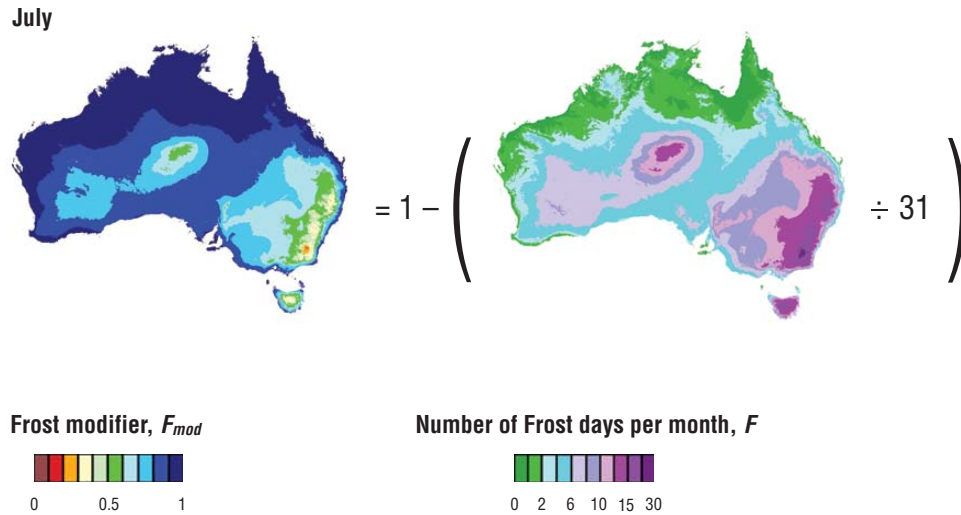 July
= 1 – ( ÷ 31 )
Frost modifier, Fmod
0 0.5 1
Number of Frost days per month, F
0 2 6 10 15 30